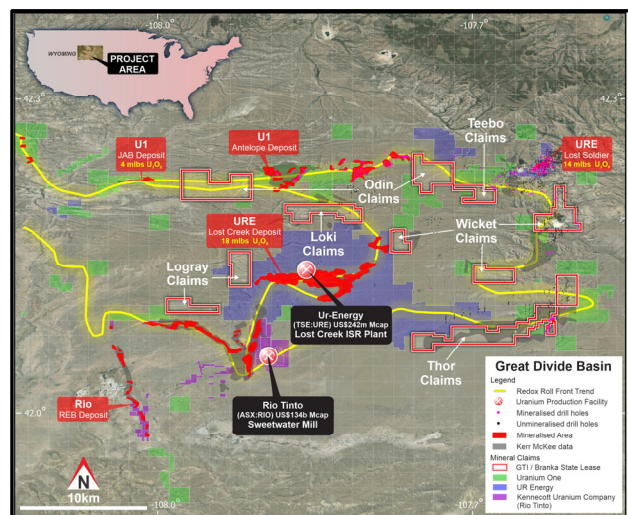 -108.0
-107.7
WYOMING
PROJECT
AREA
42.3
42.3
Teebo
Claims
U1
JAB Deposit
4 mlbs U₃O₈
U1
Antelope Deposit
URE
Lost Soldier
14 mlbs U₃O₈
Odin
Claims
URE
Lost Creek Deposit
18 mlbs U₃O₈
Loki
Claims
Wicket
Claims
Logray
Claims
Ur-Energy
(TSE:URE) US$242m Mcap
Lost Creek ISR Plant
Thor
Claims
Rio Tinto
(ASX:RIO) US$134b Mcap
Sweetwater Mill
Rio
REB Deposit
42.0
N
10km
-108.0
-107.7
Great Divide Basin
Legend
Redox Roll Front Trend
Uranium Production Facility
Mineralised drill holes
Unmineralised drill holes
Mineralised Area
Kerr McKee data
Mineral Claims
GTI / Branka State Lease
Uranium One
UR Energy
Kennecott Uranium Company
(Rio Tinto)